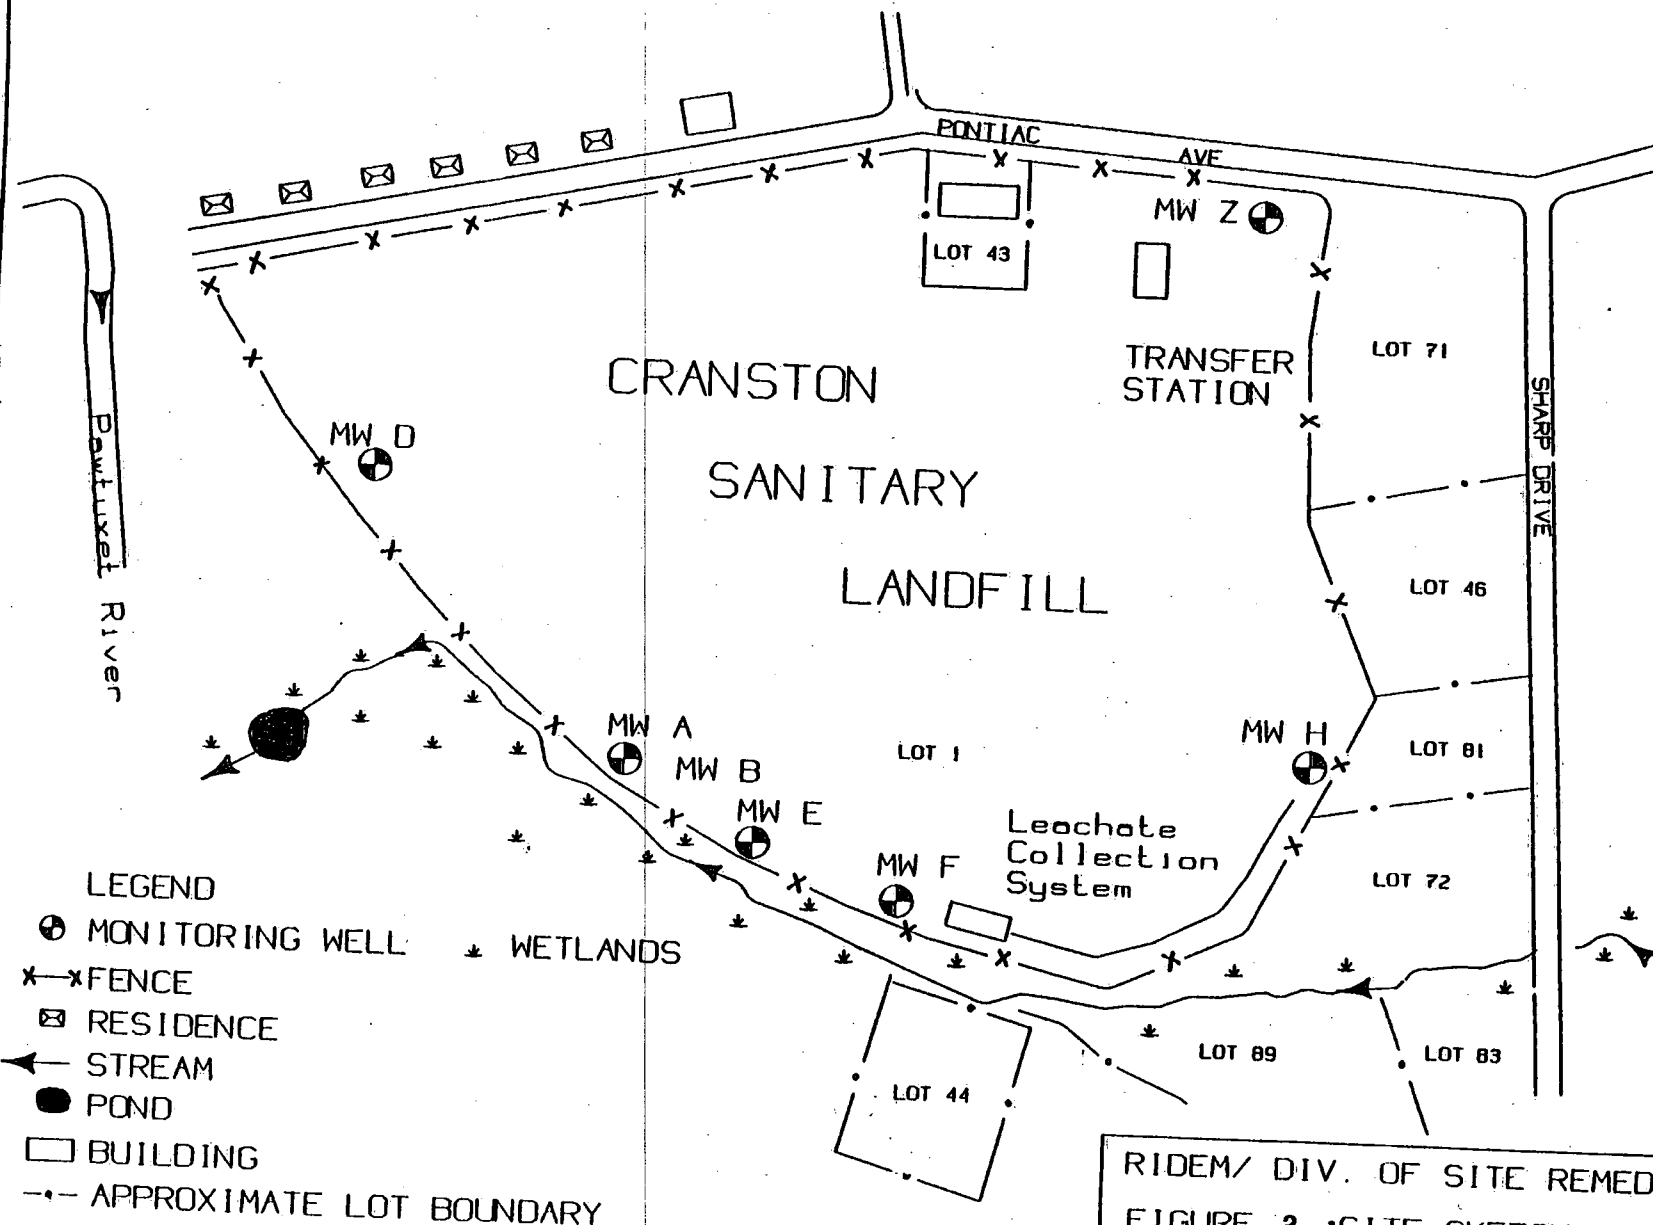 PONTIAC
AVE
MW Z
LOT 43
TRANSFER
STATION
LOT 71
CRANSTON
SANITARY
LANDFILL
SHARP DRIVE
MW D
Pawtuxet River
LOT 46
MW A
MW B
MW E
LOT 1
MW H
LOT 81
Leachate
Collection
System
MW F
LOT 72
LEGEND
MONITORING WELL
WETLANDS
FENCE
RESIDENCE
STREAM
POND
BUILDING
APPROXIMATE LOT BOUNDARY
LOT 89
LOT 83
LOT 44
RIDEM/ DIV. OF SITE REMED